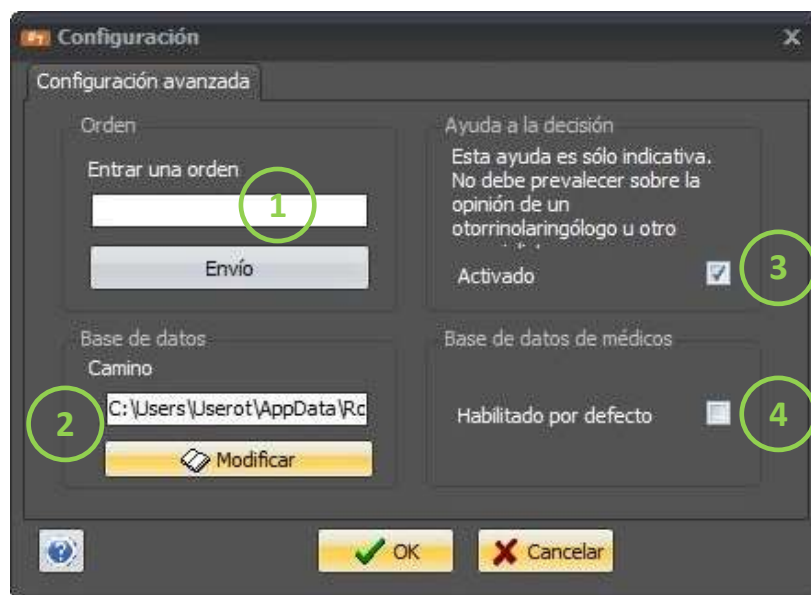 Configuración
Configuración avanzada
Orden
Entrar una orden
1
Envío
Ayuda a la decisión
Esta ayuda es sólo indicativa.
No debe prevalecer sobre la
opinión de un
otorrinolaringólogo u otro
Activado
3
Base de datos
Camino
2
C:\Users\Userot\AppData\Rc
Modificar
Base de datos de médicos
Habilitado por defecto
4
OK
Cancelar